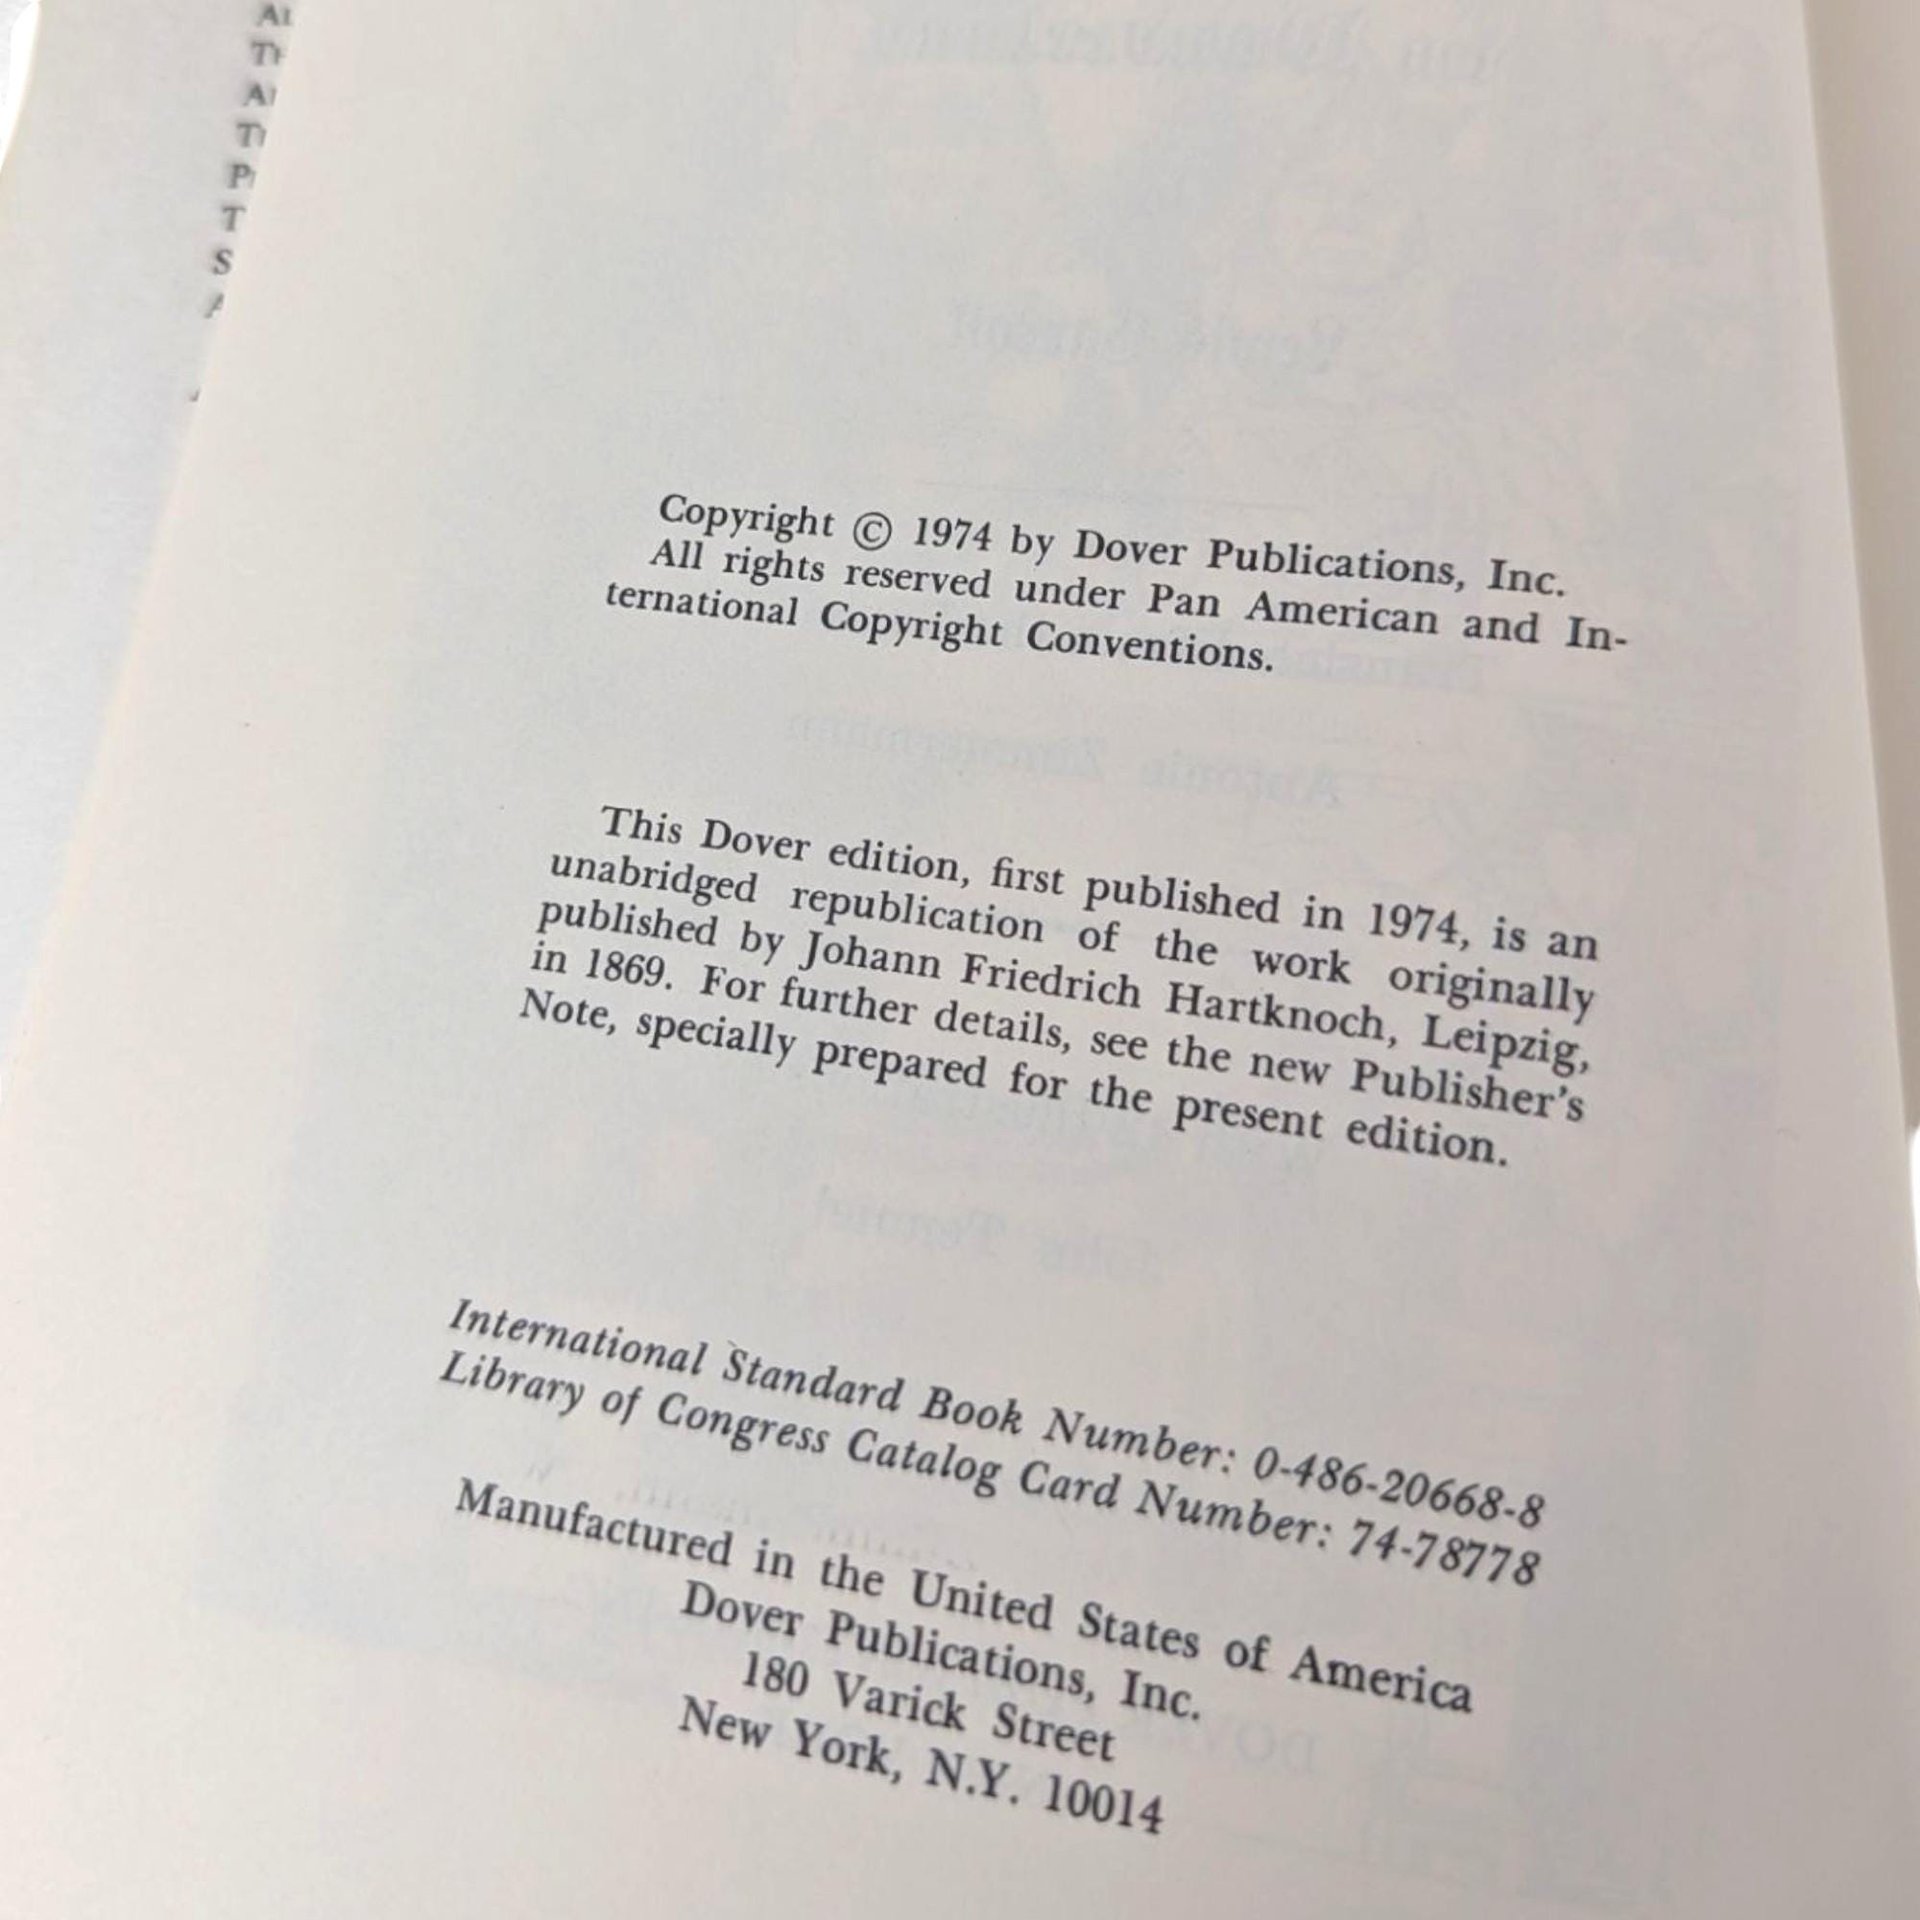 Copyright © 1974 by Dover Publications, Inc.
All rights reserved under Pan American and In-
ternational Copyright Conventions.
This Dover edition, first published in 1974, is an
unabridged republication of the work originally
published by Johann Friedrich Hartknoch, Leipzig,
in 1869. For further details, see the new Publisher's
Note, specially prepared for the present edition.
International Standard Book Number: 0-486-20668-8
Library of Congress Catalog Card Number: 74-78778
Manufactured in the United States of America
Dover Publications, Inc.
180 Varick Street
New York, N.Y. 10014